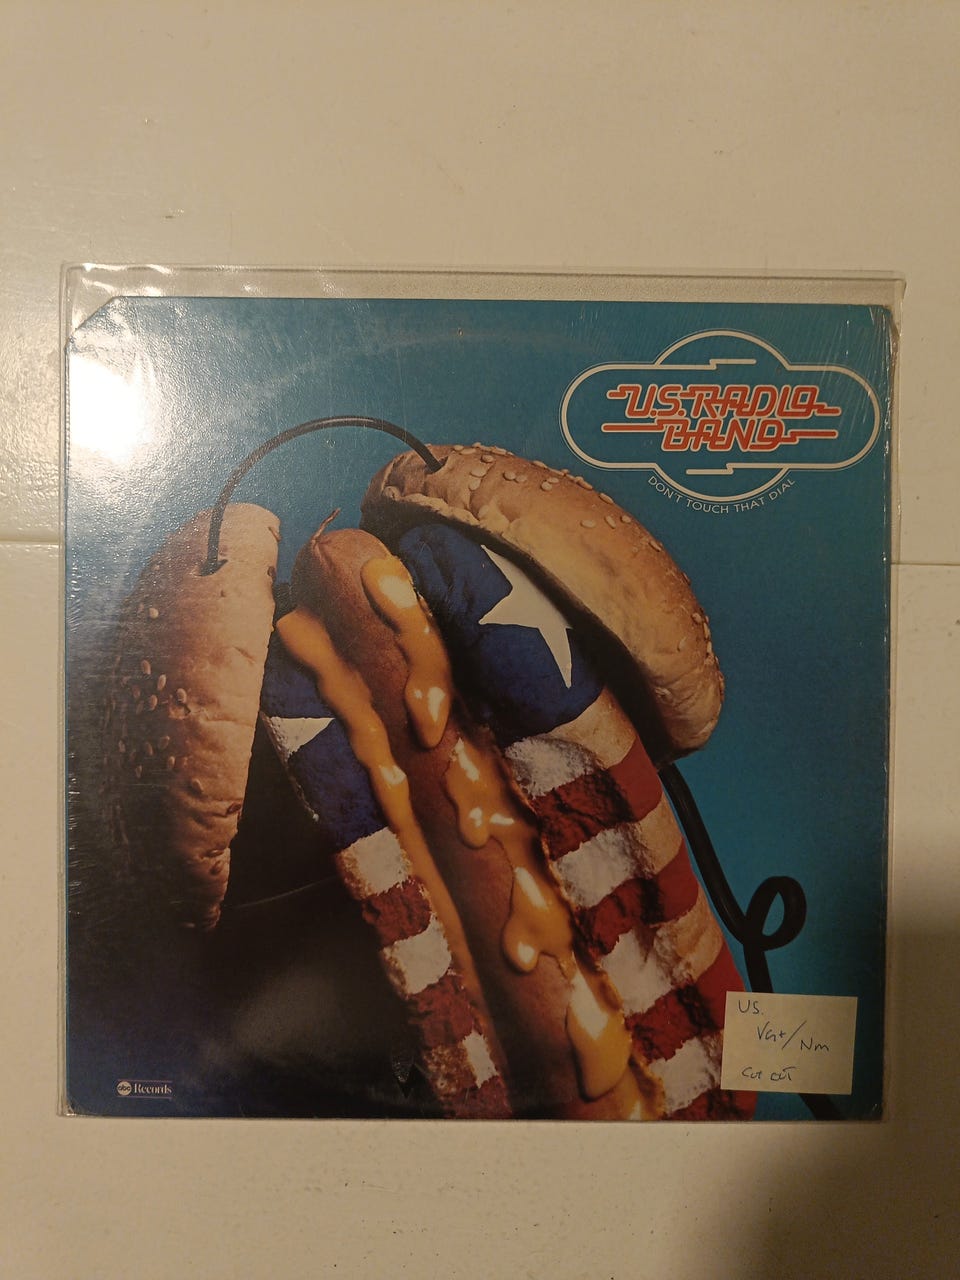 U.S. RADIO
BAND
DON'T TOUCH THAT DIAL
US.
VG+/Nm
Cut out
abc Records